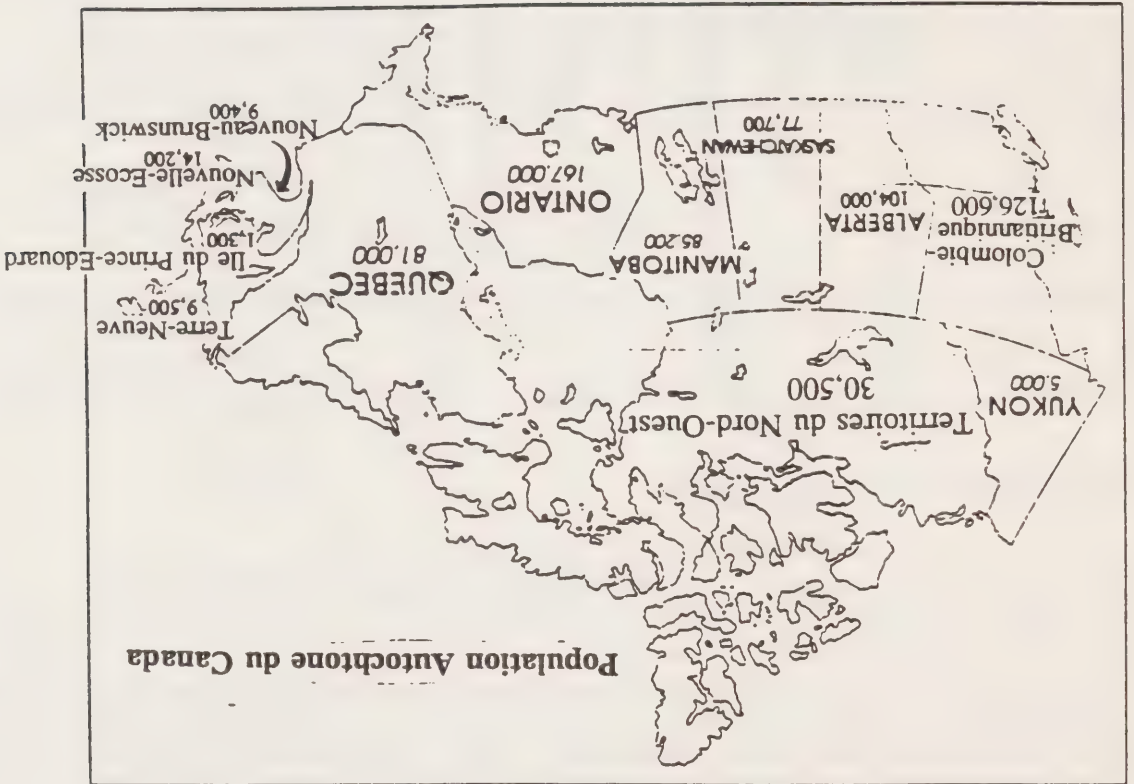 Population Autochtone du Canada
YUKON
5.000
Territoires du Nord-Ouest
30,500
Colombie-
Britannique
126.600
ALBERTA
104,000
SASKATCHEWAN
77,700
MANITOBA
85.200
ONTARIO
167.000
QUEBEC
81.000
Terre-Neuve
9,500
Île du Prince-Edouard
1,300
Nouvelle-Ecosse
14,200
Nouveau-Brunswick
9,400